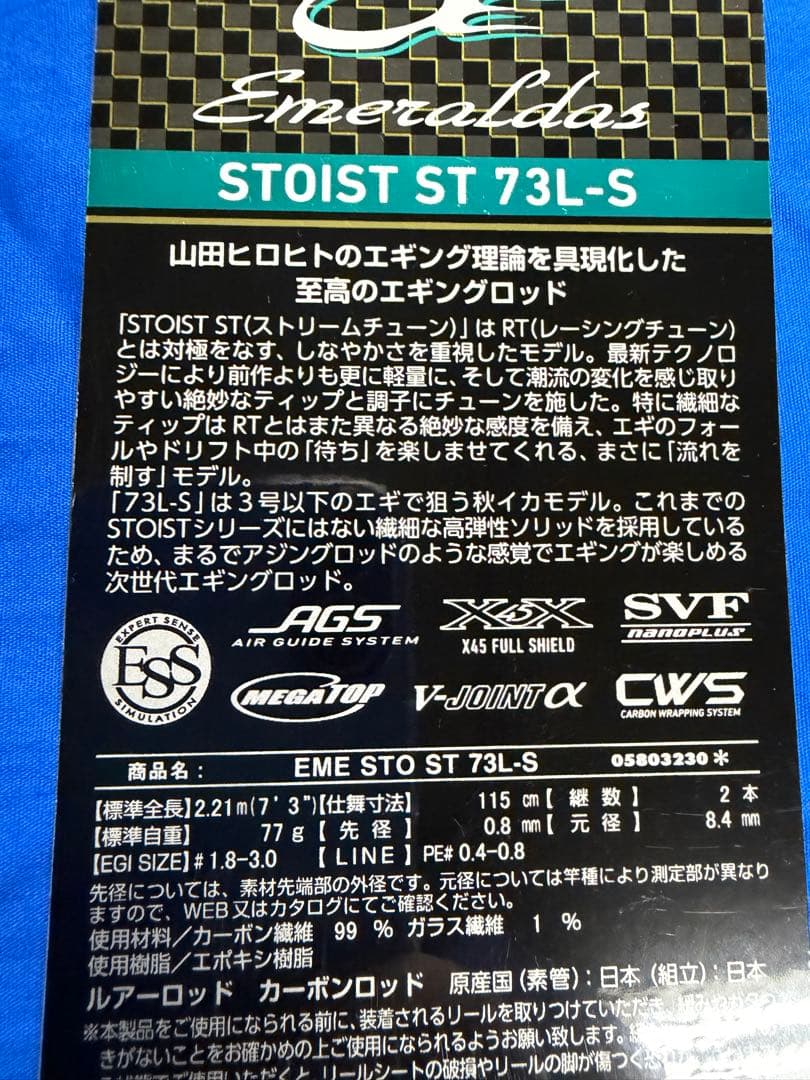 Emeraldas
STOIST ST 73L-S
山田ヒロヒトのエギング理論を具現化した
至高のエギングロッド
「STOIST ST(ストリームチューン)」は RT(レーシングチューン)
とは対極をなす、しなやかさを重視したモデル。最新テクノロ
ジーにより前作よりも更に軽量に、そして潮流の変化を感じ取り
やすい絶妙なティップと調子にチューンを施した。特に繊細な
ティップは RTとはまた異なる絶妙な感度を備え、エギのフォー
ルやドリフト中の「待ち」を楽しませてくれる、まさに「流れを
制す」モデル。
「73L-S」は３号以下のエギで狙う秋イカモデル。これまでの
STOISTシリーズにはない繊細な高弾性ソリッドを採用している
ため、まるでアジングロッドのような感覚でエギングが楽しめる
次世代エギングロッド。
EXPERT SENSE
ESS
SIMULATION
AGS
AIR GUIDE SYSTEM
X45X
X45 FULL SHIELD
SVF
nanoplus
MEGATOP
V-JOINTα
CWS
CARBON WRAPPING SYSTEM
商品名： EME STO ST 73L-S 05803230＊
【標準全長】2.21m(7'3")【仕舞寸法】 115 cm【継数】 2 本
【標準自重】 77 g【先径】 0.8 mm【元径】 8.4 mm
【EGI SIZE】# 1.8-3.0 【LINE】PE# 0.4-0.8
先径については、素材先端部の外径です。元径については竿種により測定部が異なり
ますので、WEB又はカタログにてご確認ください。
使用材料／カーボン繊維 99 % ガラス繊維 1 %
使用樹脂／エポキシ樹脂
ルアーロッド カーボンロッド 原産国（素管）：日本（組立）：日本
※本製品をご使用になられる前に、装着されるリールを取りつけていただき、緩みやガタつ
きがないことをお確かめの上ご使用になられるようお願い致します。
リールシートの破損やリールの脚が傷つく恐